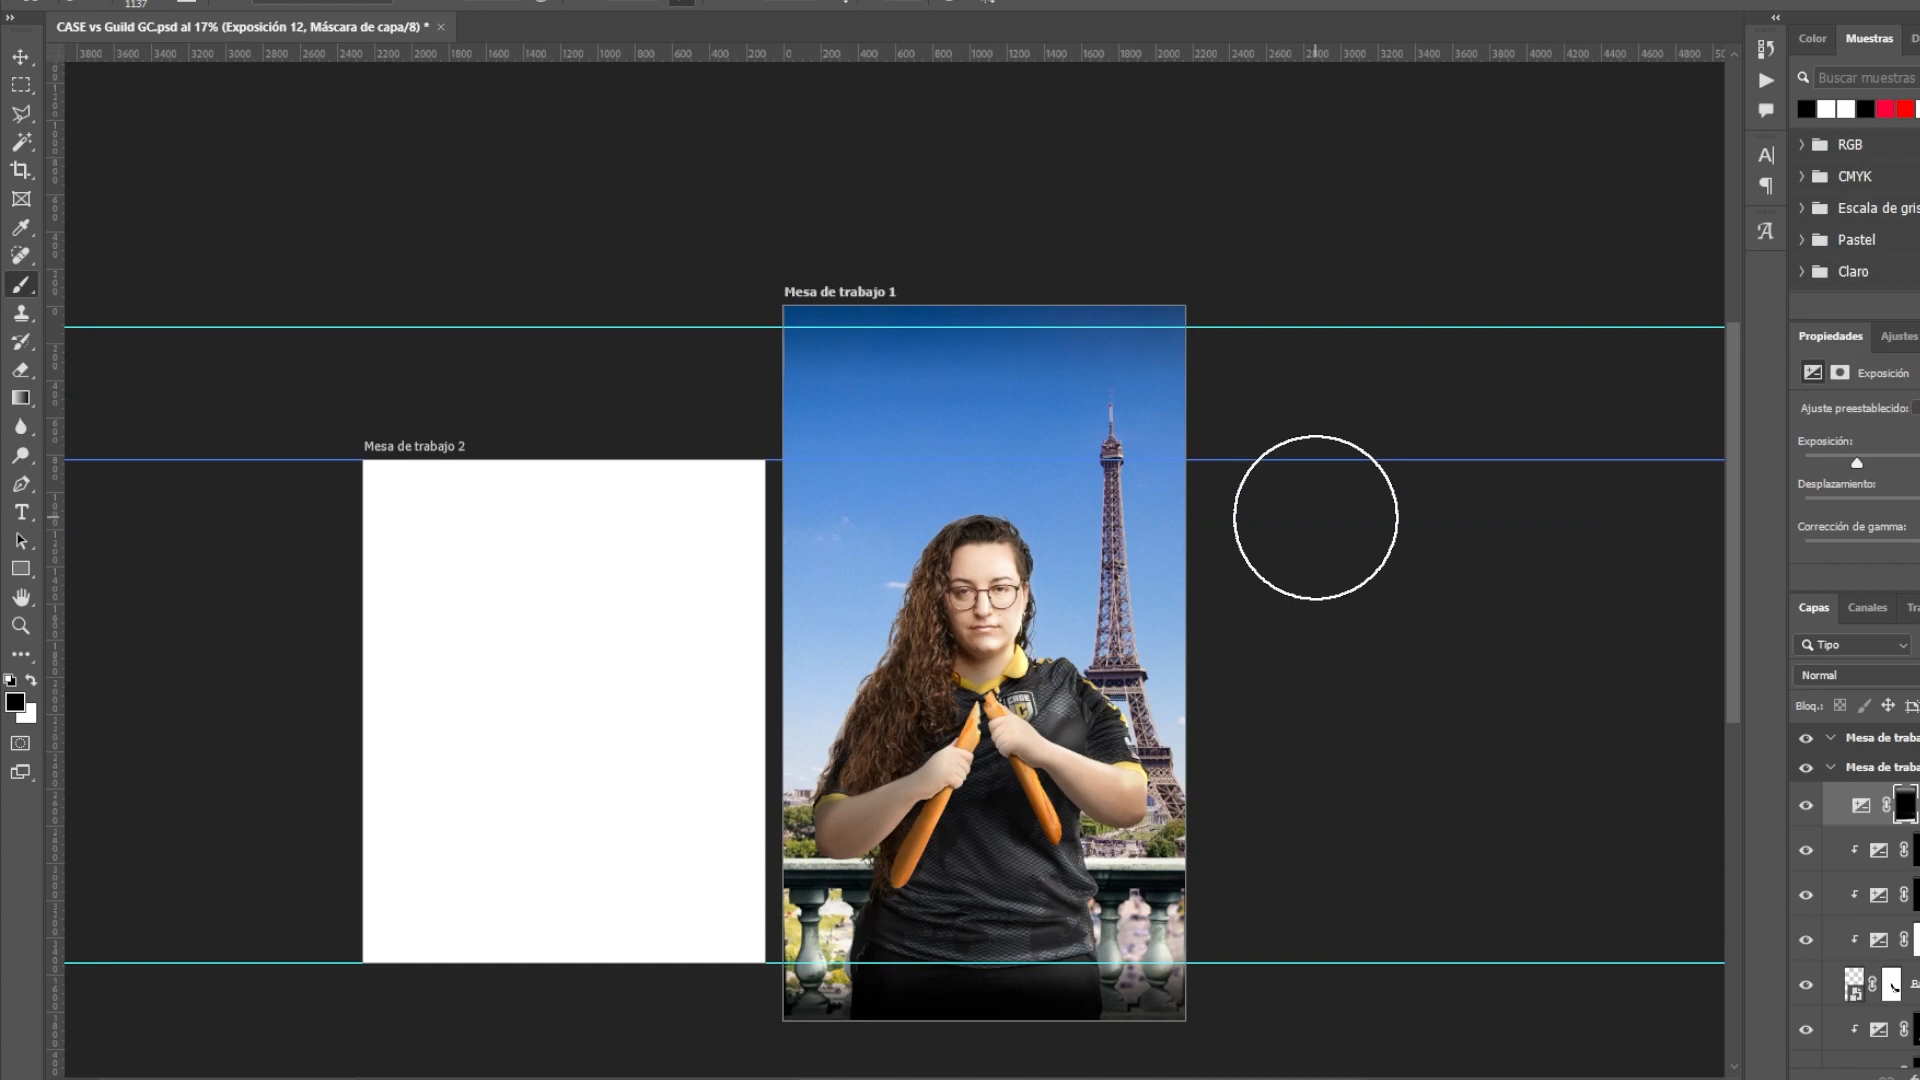 1137
CASE vs Guild GC.psd al 17% (Exposición 12, Máscara de capa/8) *
3800 3600 3400 3200 3000 2800 2600 2400 2200 2000 1800 1600 1400 1200 1000 800 600 400 200 0 200 400 600 800 1000 1200 1400 1600 1800 2000 2200 2400 2600 2800 3000 3200 3400 3600 3800 4000 4200 4400 4600 4800
Mesa de trabajo 1
Mesa de trabajo 2
CASE
Color Muestras
Buscar muestras
RGB
CMYK
Escala de gris
Pastel
Claro
Propiedades Ajustes
Exposición
Ajuste preestablecido:
Exposición:
Desplazamiento:
Corrección de gamma:
Capas Canales Tra
Tipo
Normal
Bloq.:
Mesa de traba
Mesa de traba
Ba